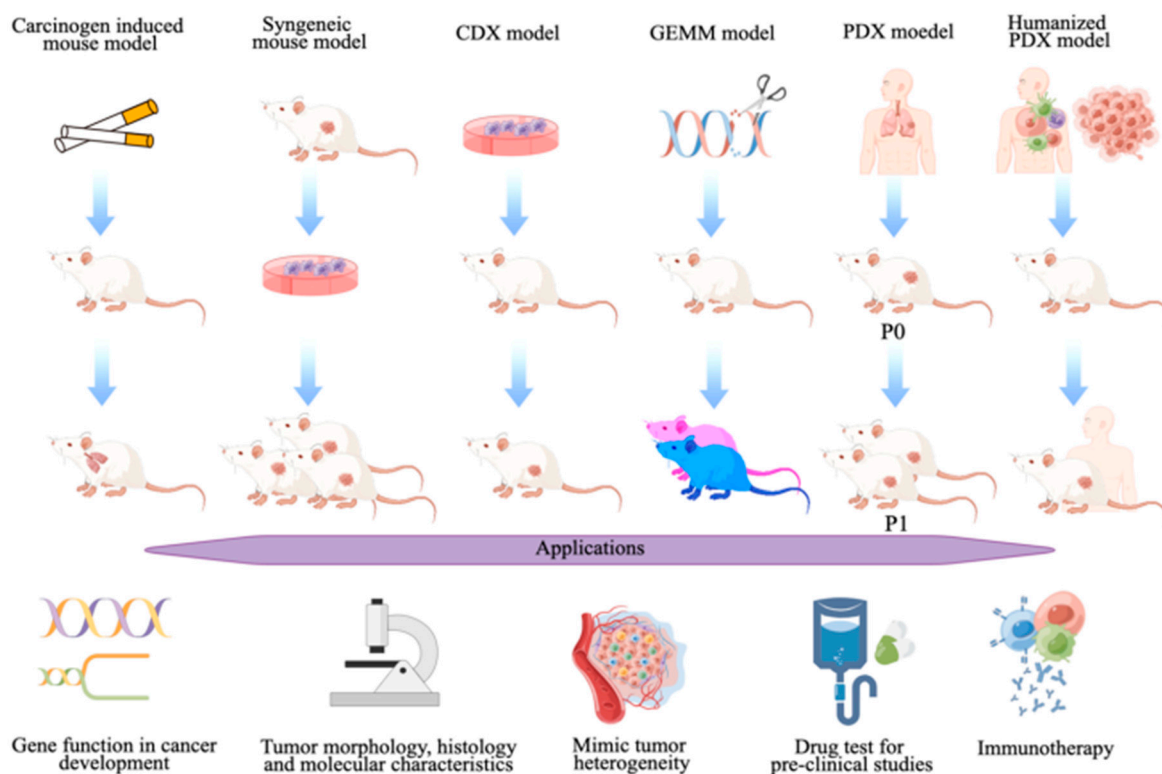 Carcinogen induced
mouse model
Syngeneic
mouse model
CDX model
GEMM model
PDX moedel
Humanized
PDX model
P0
P1
Applications
Gene function in cancer
development
Tumor morphology, histology
and molecular characteristics
Mimic tumor
heterogeneity
Drug test for
pre-clinical studies
Immunotherapy